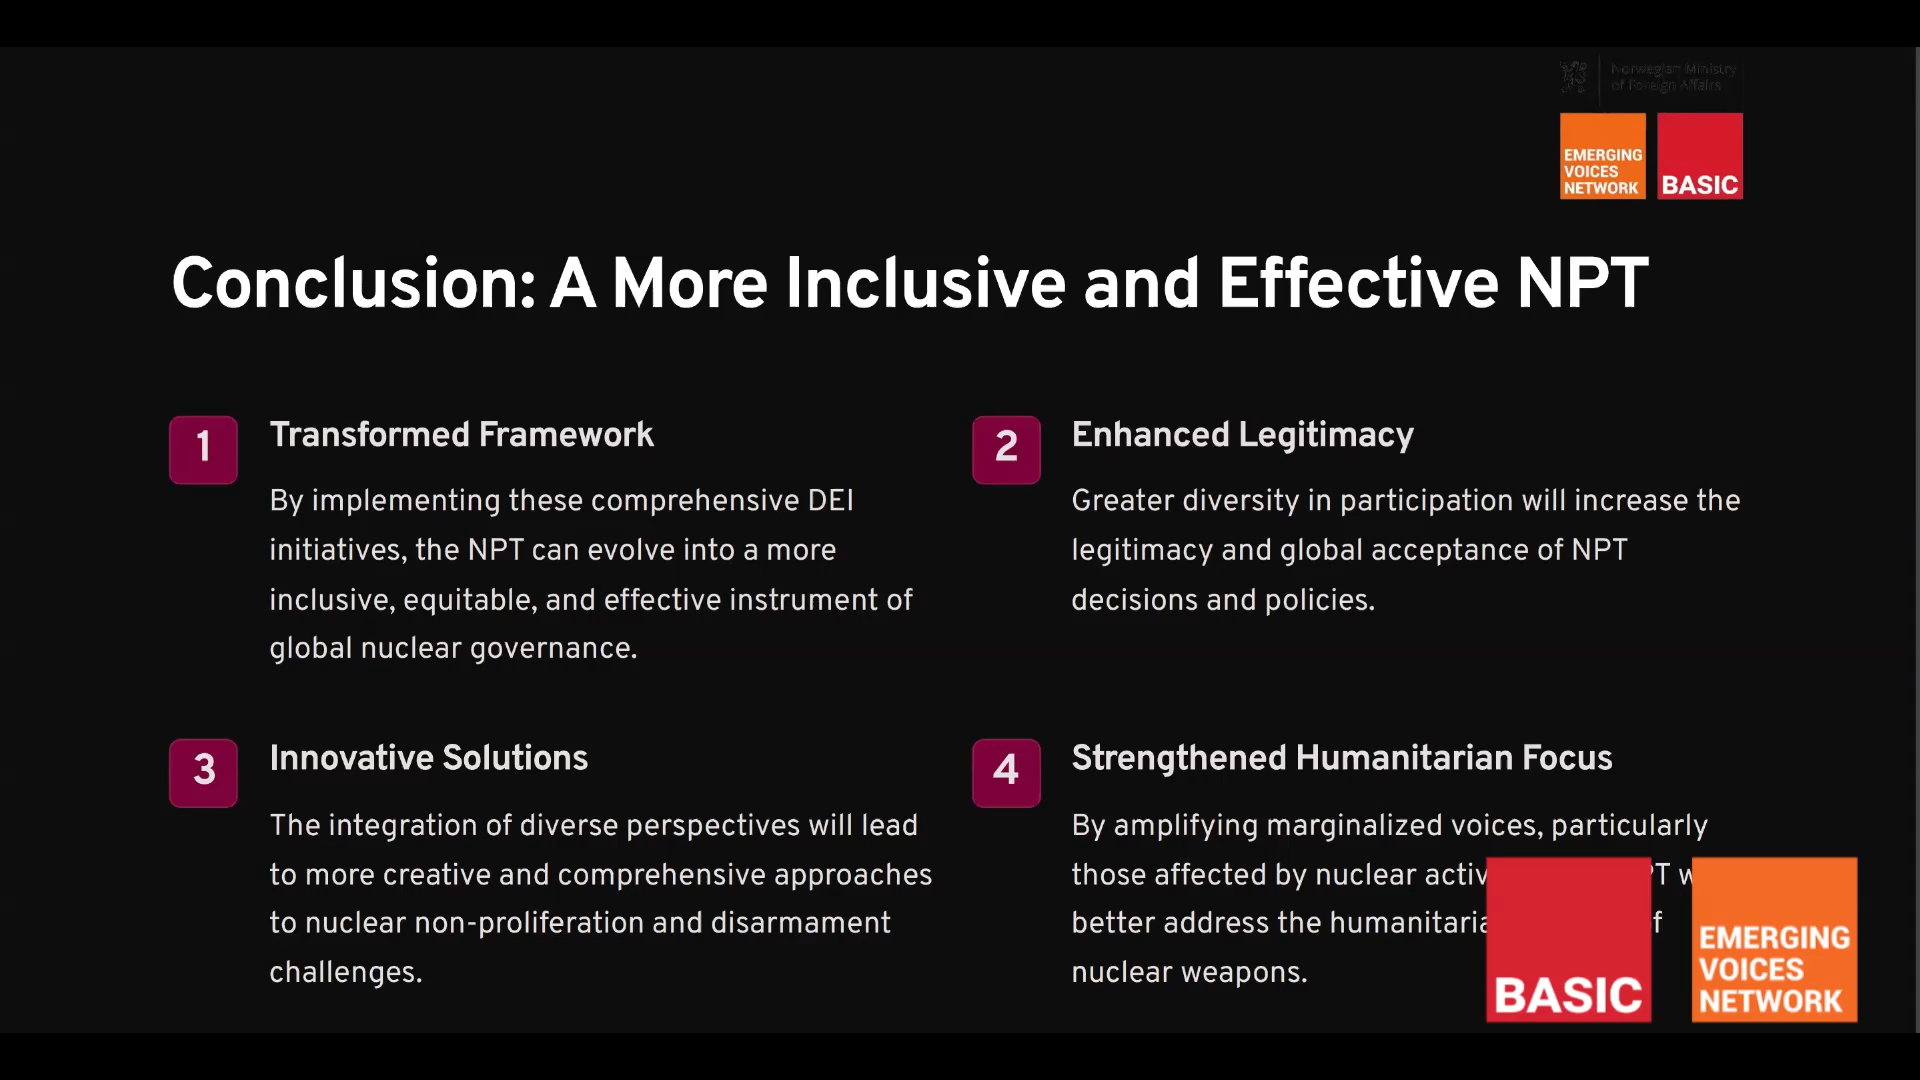 Norwegian Ministry
of Foreign Affairs
EMERGING
VOICES
NETWORK
BASIC
Conclusion: A More Inclusive and Effective NPT
1
Transformed Framework
By implementing these comprehensive DEI
initiatives, the NPT can evolve into a more
inclusive, equitable, and effective instrument of
global nuclear governance.
2
Enhanced Legitimacy
Greater diversity in participation will increase the
legitimacy and global acceptance of NPT
decisions and policies.
3
Innovative Solutions
The integration of diverse perspectives will lead
to more creative and comprehensive approaches
to nuclear non-proliferation and disarmament
challenges.
4
Strengthened Humanitarian Focus
By amplifying marginalized voices, particularly
those affected by nuclear
better address the
nuclear weapons.
BASIC
EMERGING
VOICES
NETWORK